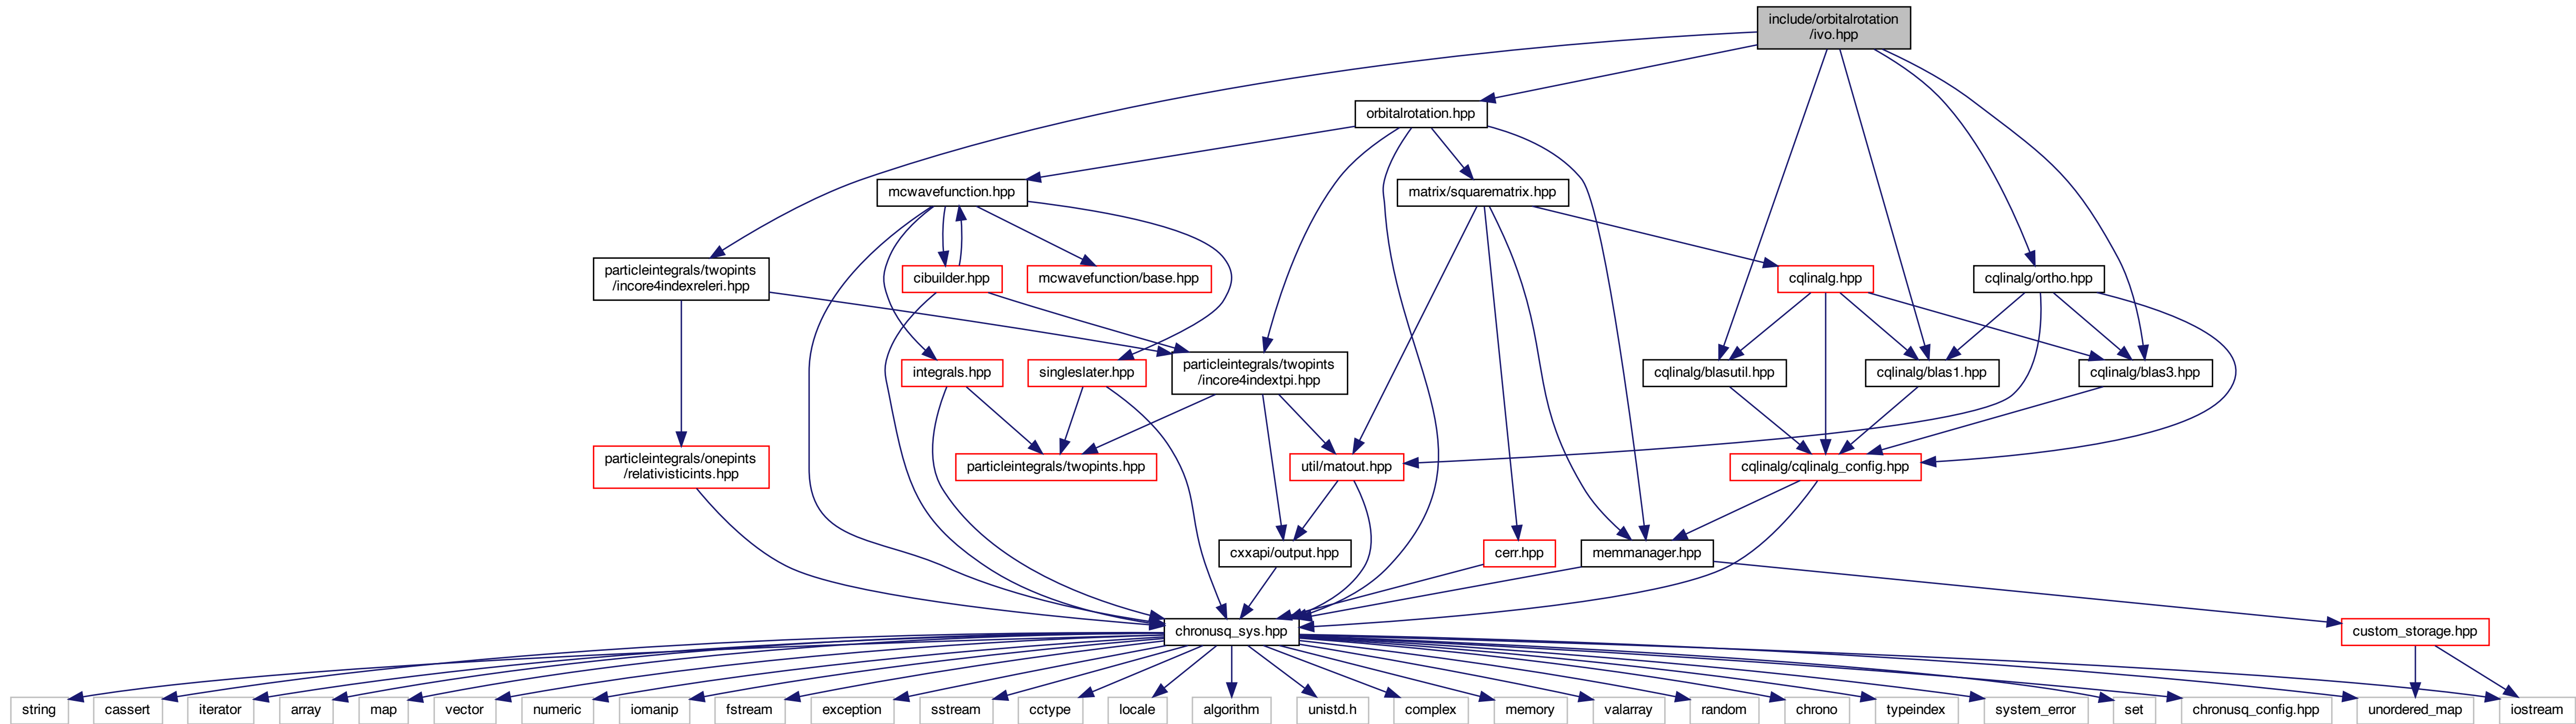 include/orbitalrotation
/ivo.hpp
orbitalrotation.hpp
mcwavefunction.hpp
matrix/squarematrix.hpp
particleintegrals/twopints
/incore4indexreleri.hpp
cibuilder.hpp
mcwavefunction/base.hpp
cqlinalg.hpp
cqlinalg/ortho.hpp
integrals.hpp
singleslater.hpp
particleintegrals/twopints
/incore4indextpi.hpp
cqlinalg/blasutil.hpp
cqlinalg/blas1.hpp
cqlinalg/blas3.hpp
particleintegrals/onepints
/relativisticints.hpp
particleintegrals/twopints.hpp
util/matout.hpp
cqlinalg/cqlinalg_config.hpp
cxxapi/output.hpp
cerr.hpp
memmanager.hpp
chronusq_sys.hpp
custom_storage.hpp
string
cassert
iterator
array
map
vector
numeric
iomanip
fstream
exception
sstream
cctype
locale
algorithm
unistd.h
complex
memory
valarray
random
chrono
typeindex
system_error
set
chronusq_config.hpp
unordered_map
iostream